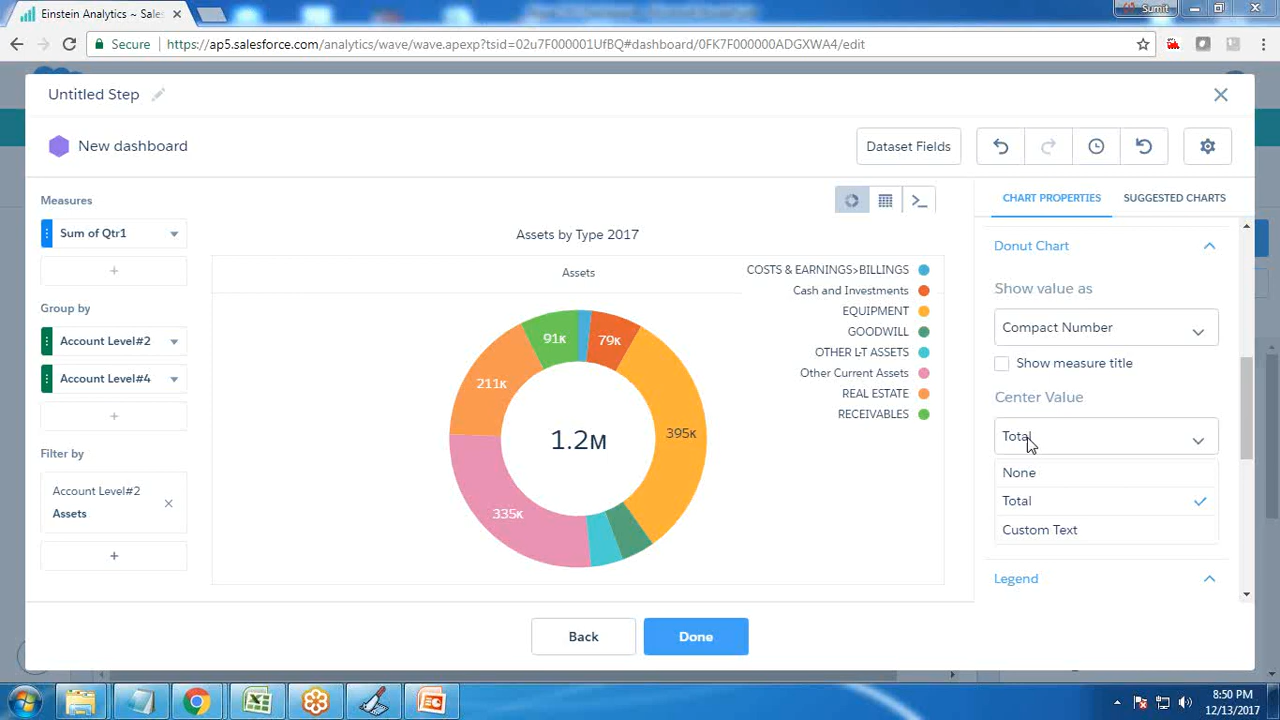 Einstein Analytics ~ Sales
Sumit
Secure
https://ap5.salesforce.com/analytics/wave/wave.apexp?tsid=02u7F000001UfBQ#dashboard/0FK7F000000ADGXWA4/edit
Untitled Step
New dashboard
Dataset Fields
Measures
Sum of Qtr1
Group by
Account Level#2
Account Level#4
Filter by
Account Level#2
Assets
Assets by Type 2017
Assets
COSTS & EARNINGS>BILLINGS
Cash and Investments
EQUIPMENT
GOODWILL
OTHER L-T ASSETS
Other Current Assets
REAL ESTATE
RECEIVABLES
91K
79K
211K
395K
335K
1.2M
CHART PROPERTIES
SUGGESTED CHARTS
Donut Chart
Show value as
Compact Number
Show measure title
Center Value
Total
None
Total
Custom Text
Legend
Back
Done
8:50 PM
12/13/2017